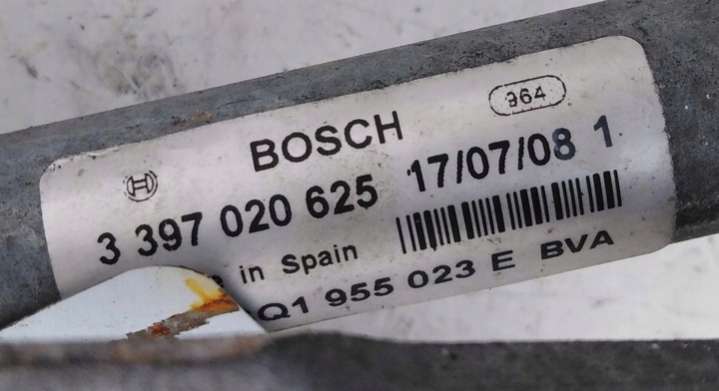 964
BOSCH
3 397 020 625 17/07/08 1
in Spain
Q1 955 023 E BVA